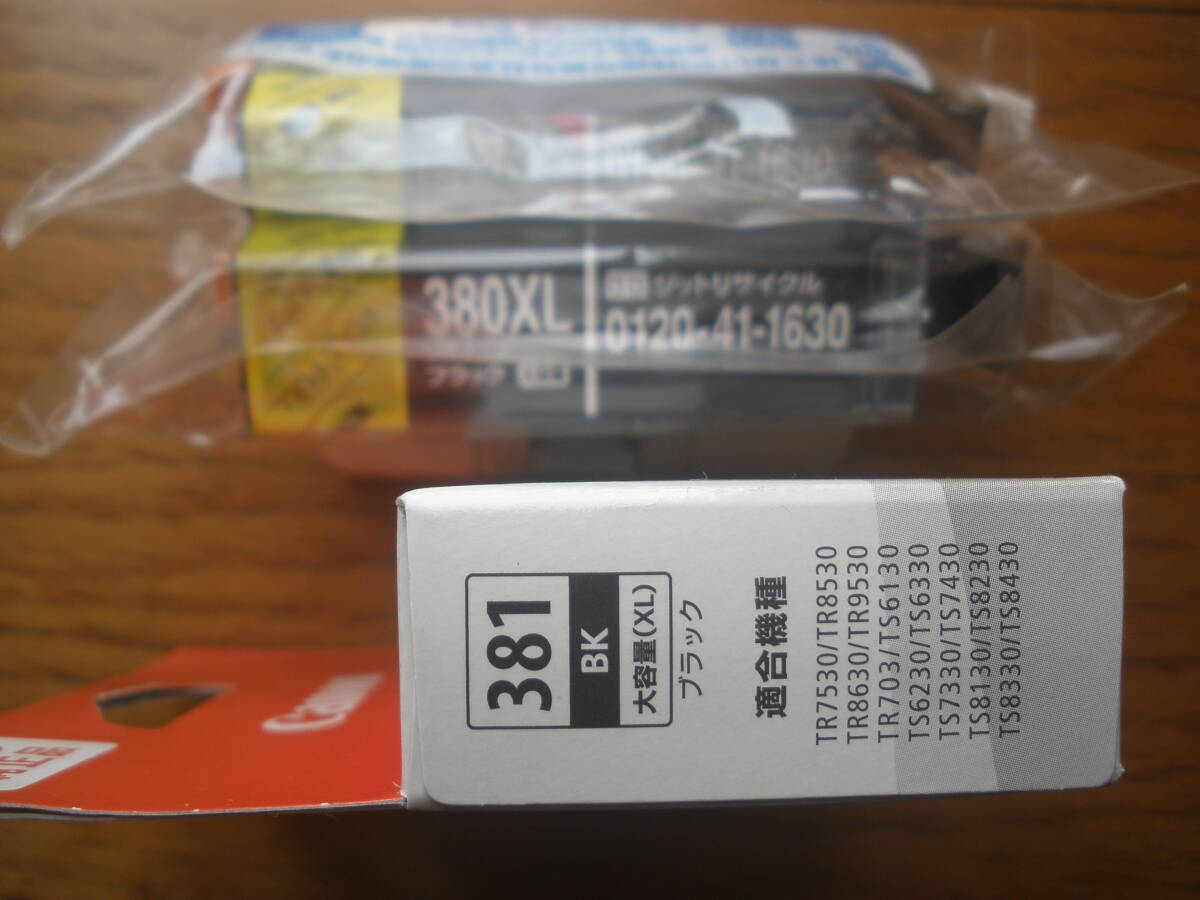 380XL
ブラック
ジットリサイクル
0120-41-1630
Canon
381
BK
大容量(XL)
ブラック
適合機種
TR7530/TR8530
TR8630/TR9530
TR703/TS6130
TS6230/TS6330
TS7330/TS7430
TS8130/TS8230
TS8330/TS8430